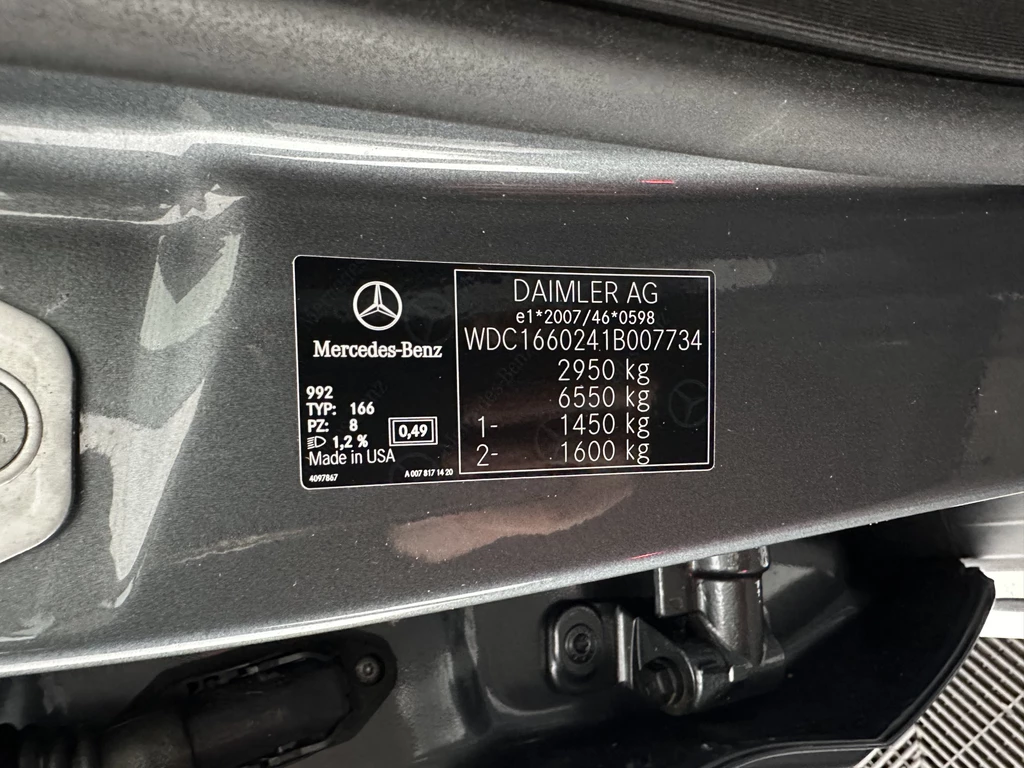 Mercedes-Benz
992
TYP: 166
PZ: 8
1,2 %
0,49
Made in USA
4097867
A 007 817 14 20
DAIMLER AG
e1*2007/46*0598
WDC1660241B007734
2950 kg
6550 kg
1- 1450 kg
2- 1600 kg